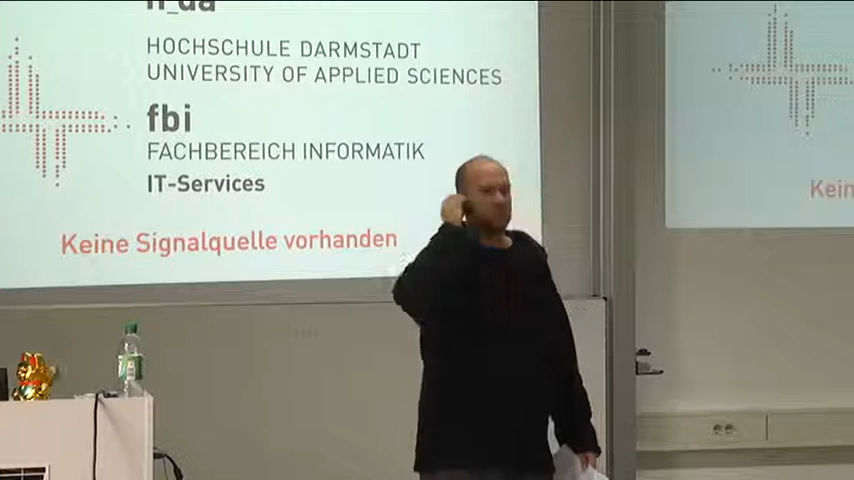 h_da
HOCHSCHULE DARMSTADT
UNIVERSITY OF APPLIED SCIENCES
fbi
FACHBEREICH INFORMATIK
IT-Services
Keine Signalquelle vorhanden
Keine